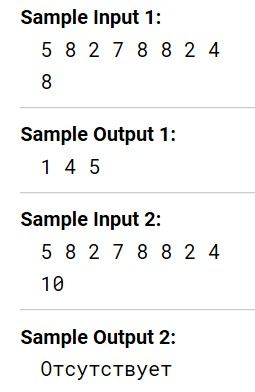 Sample Input 1:
5 8 2 7 8 8 2 4
8
Sample Output 1:
1 4 5
Sample Input 2:
5 8 2 7 8 8 2 4
10
Sample Output 2:
Отсутствует